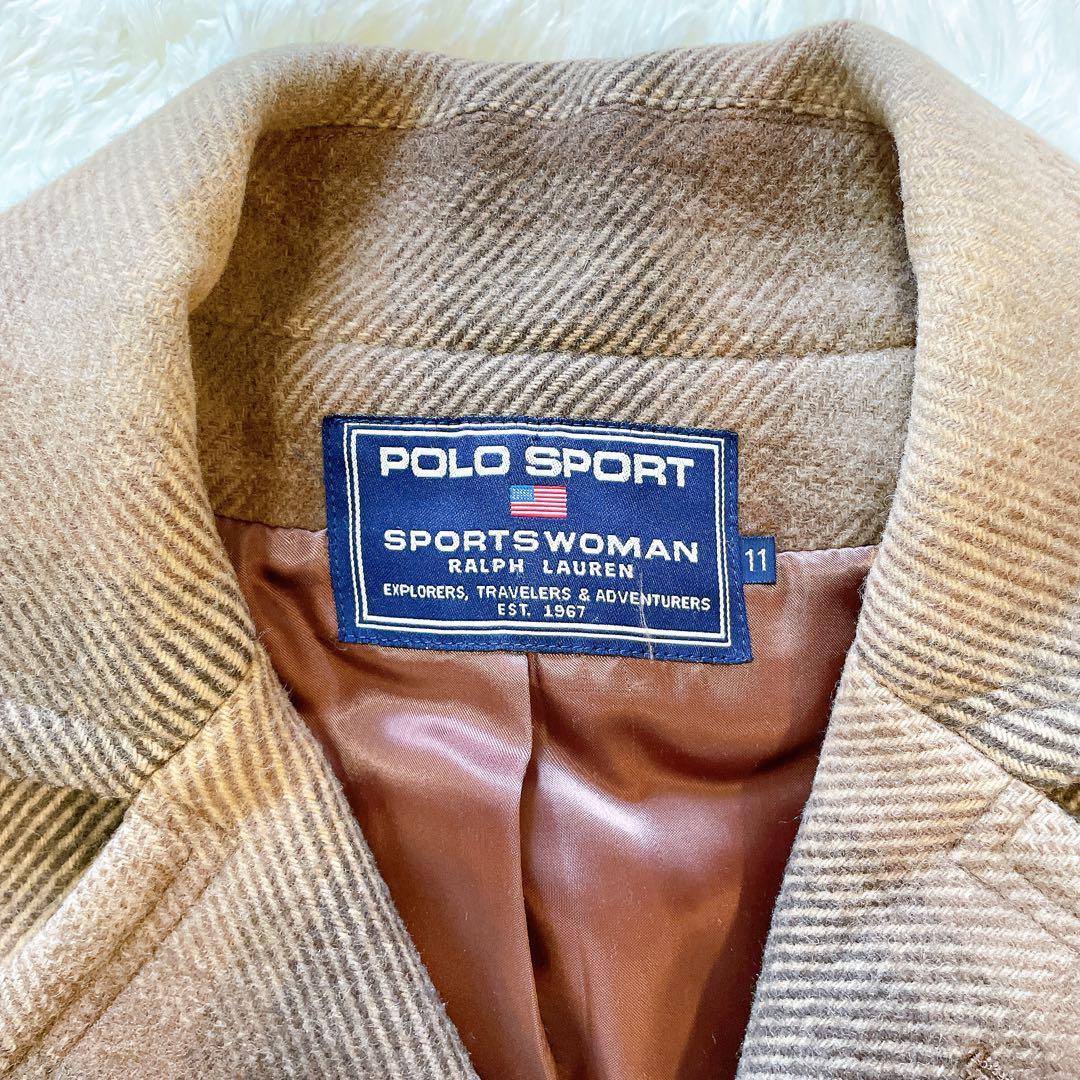 POLO SPORT
SPORTSWOMAN
RALPH LAUREN
EXPLORERS, TRAVELERS & ADVENTURERS
EST. 1967
11